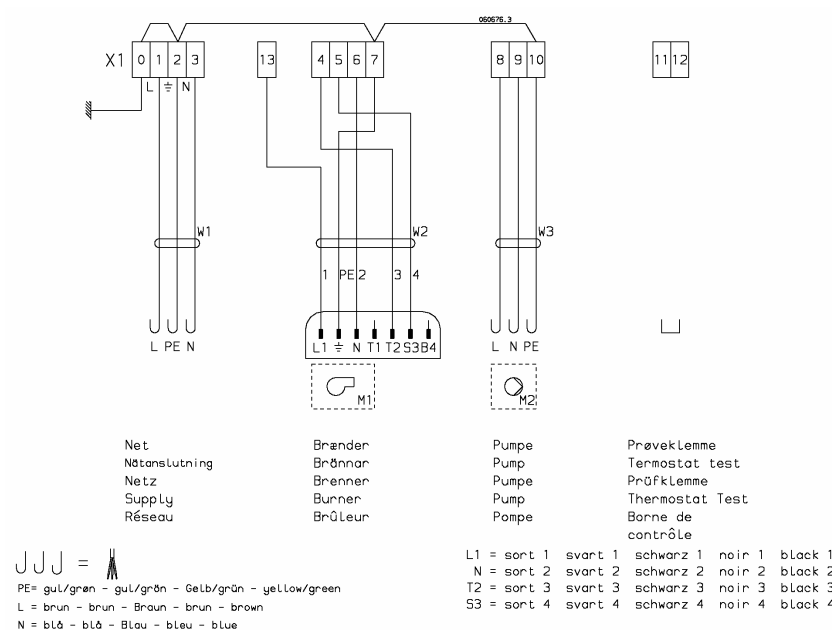 060676.3
X1 0 1 2 3 13 4 5 6 7 8 9 10 11 12
L N
W1 W2 W3
1 PE 2 3 4
L PE N L1 N T1 T2 S3 B4 L N PE
M1 M2
Net Brænder Pumpe Prøveklemme
Nätanslutning Brännar Pump Termostat test
Netz Brenner Pumpe Prüfklemme
Supply Burner Pump Thermostat Test
Réseau Brûleur Pompe Borne de
contrôle
L1 = sort 1 svart 1 schwarz 1 noir 1 black 1
N = sort 2 svart 2 schwarz 2 noir 2 black 2
T2 = sort 3 svart 3 schwarz 3 noir 3 black 3
S3 = sort 4 svart 4 schwarz 4 noir 4 black 4
=
PE= gul/grøn - gul/grön - Gelb/grün - yellow/green
L = brun - brun - Braun - brun - brown
N = blå - blå - Blau - bleu - blue